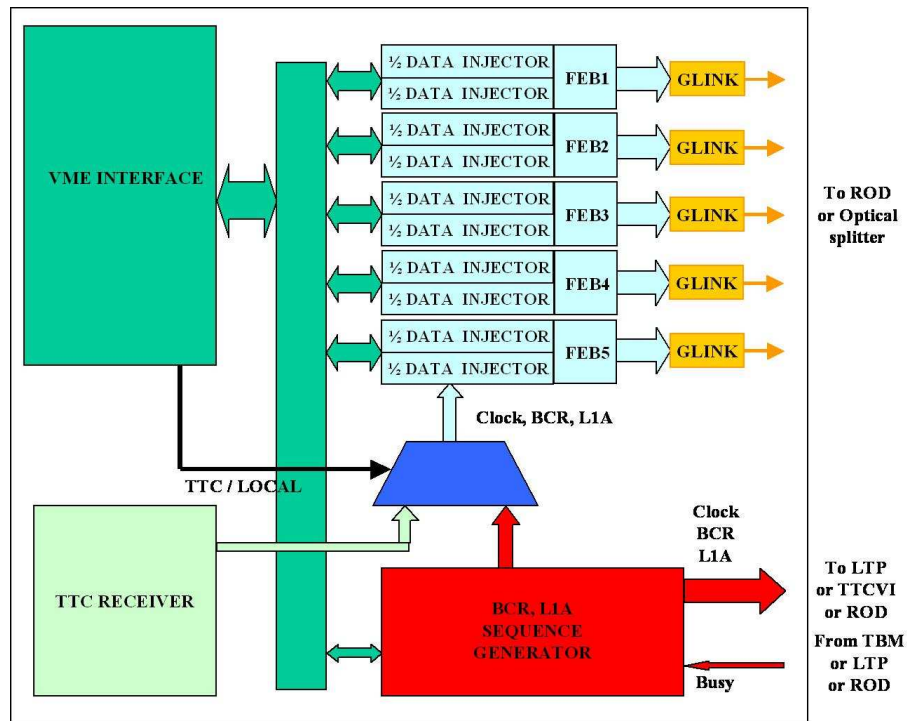 ½ DATA INJECTOR
½ DATA INJECTOR
FEB1
GLINK
½ DATA INJECTOR
½ DATA INJECTOR
FEB2
GLINK
VME INTERFACE
½ DATA INJECTOR
½ DATA INJECTOR
FEB3
GLINK
To ROD
or Optical
splitter
½ DATA INJECTOR
½ DATA INJECTOR
FEB4
GLINK
½ DATA INJECTOR
½ DATA INJECTOR
FEB5
GLINK
Clock, BCR, L1A
TTC / LOCAL
TTC RECEIVER
BCR, L1A
SEQUENCE
GENERATOR
Clock
BCR
L1A
To LTP
or TTCVI
or ROD
From TBM
or LTP
or ROD
Busy